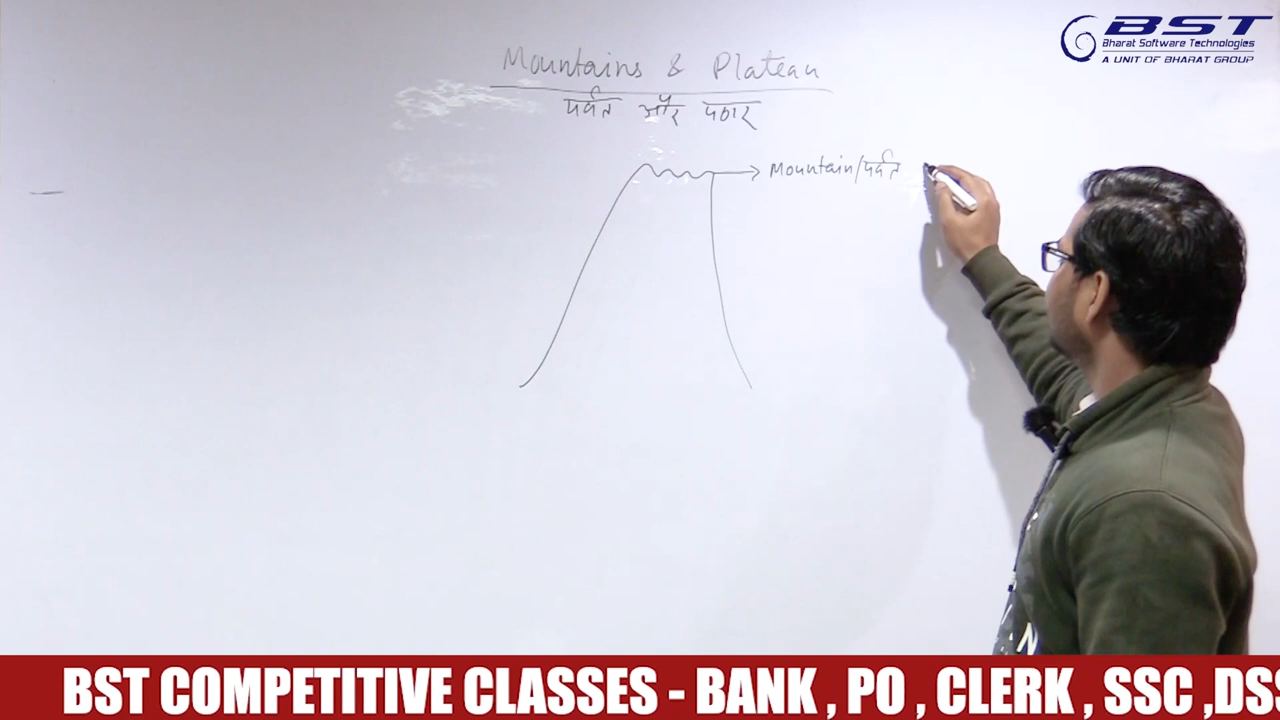 BST
Bharat Software Technologies
A UNIT OF BHARAT GROUP
Mountains & Plateau
पर्वत और पठार
Mountain/पर्वत
N
BST COMPETITIVE CLASSES - BANK , PO , CLERK , SSC ,DSS